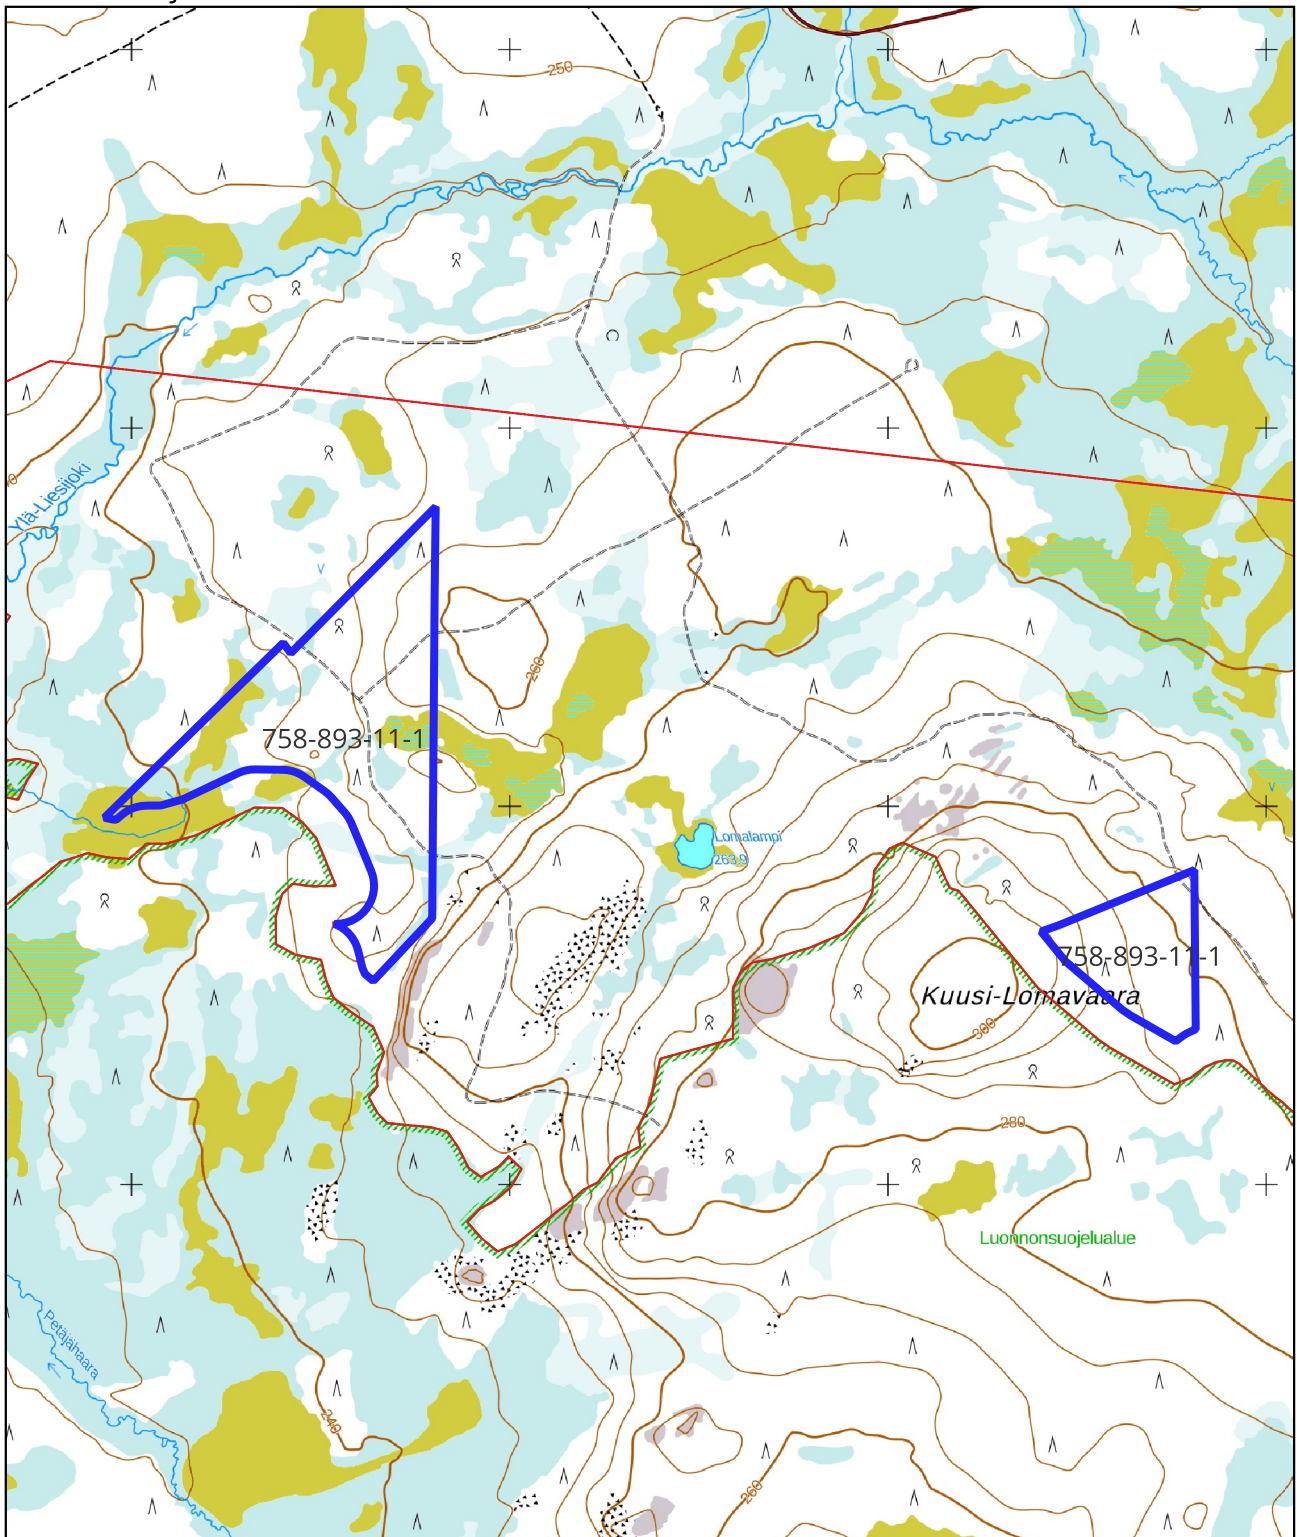 250
Ylä-Liesijoki
260
758-893-11-1
Lomalampi
263.9
758-893-11-1
Kuusi-Lomavaara
300
280
Luonnonsuojelualue
Petäjähaara
240
260